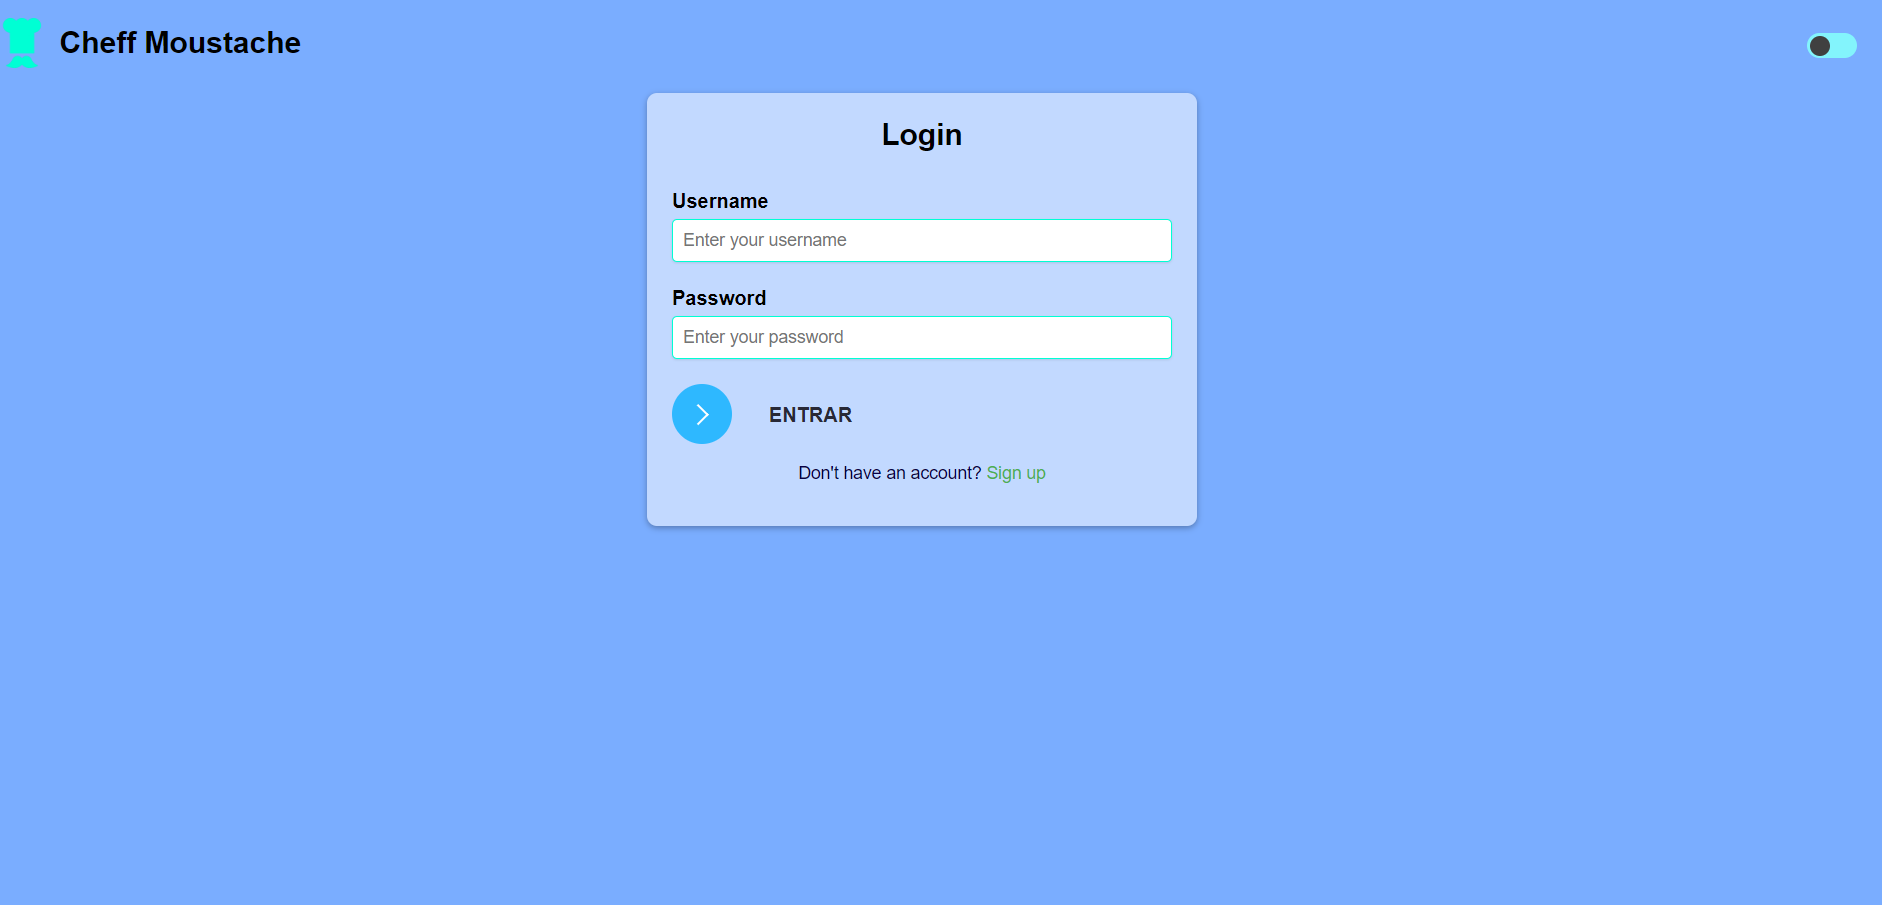 Cheff Moustache
Login
Username
Enter your username
Password
Enter your password
ENTRAR
Don't have an account? Sign up